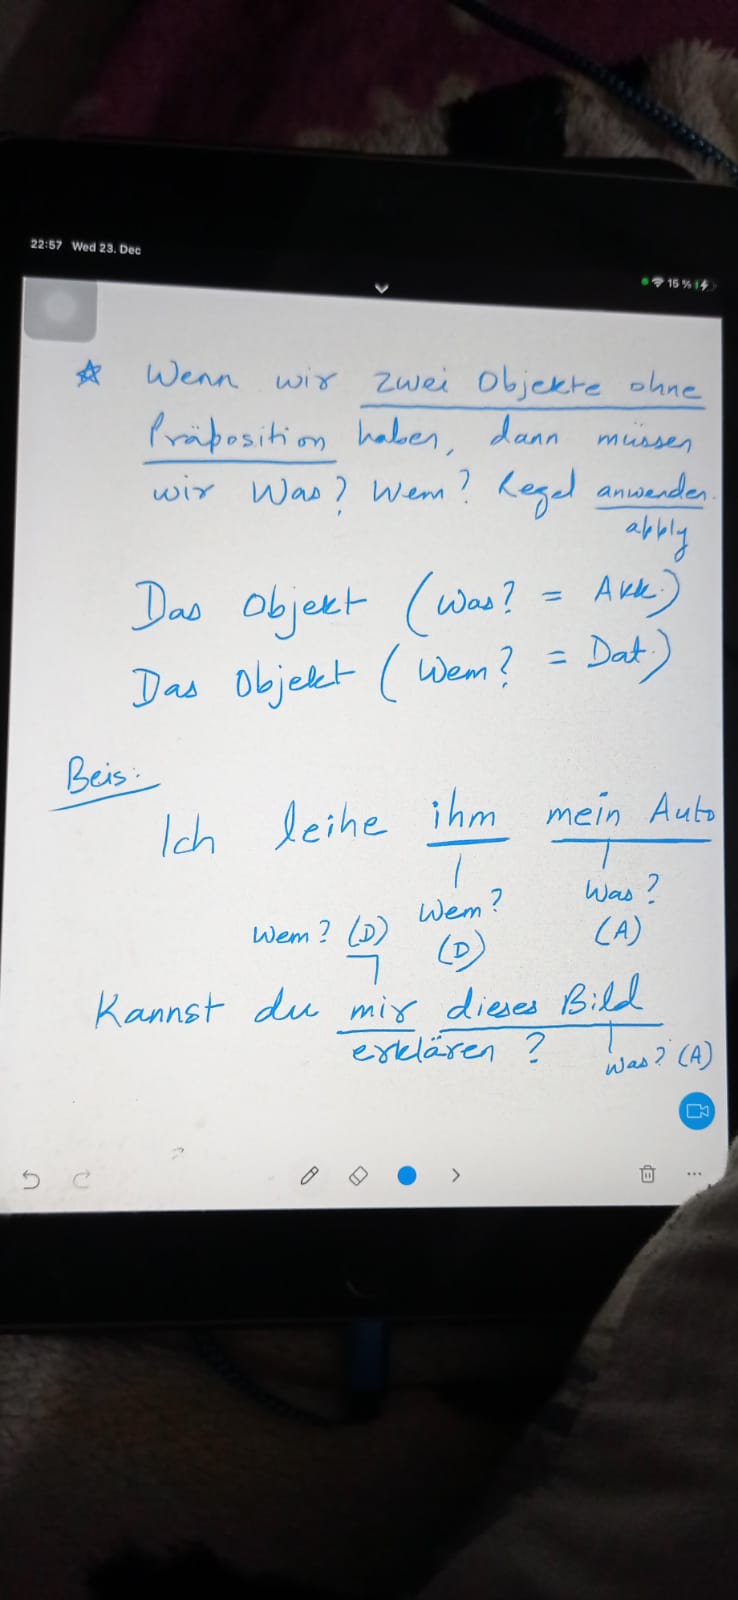 22:57 Wed 23. Dec
15 %
☆ Wenn wir zwei Objekte ohne
Präposition haben, dann müssen
wir Was? Wem? Regel anwenden.
apply
Das Objekt (Was? = Akk.)
Das Objekt (Wem? = Dat.)
Beis:
Ich leihe ihm mein Auto
Wem? (D) Wem? (D) Was? (A)
Kannst du mir dieses Bild
erklären ? Was? (A)